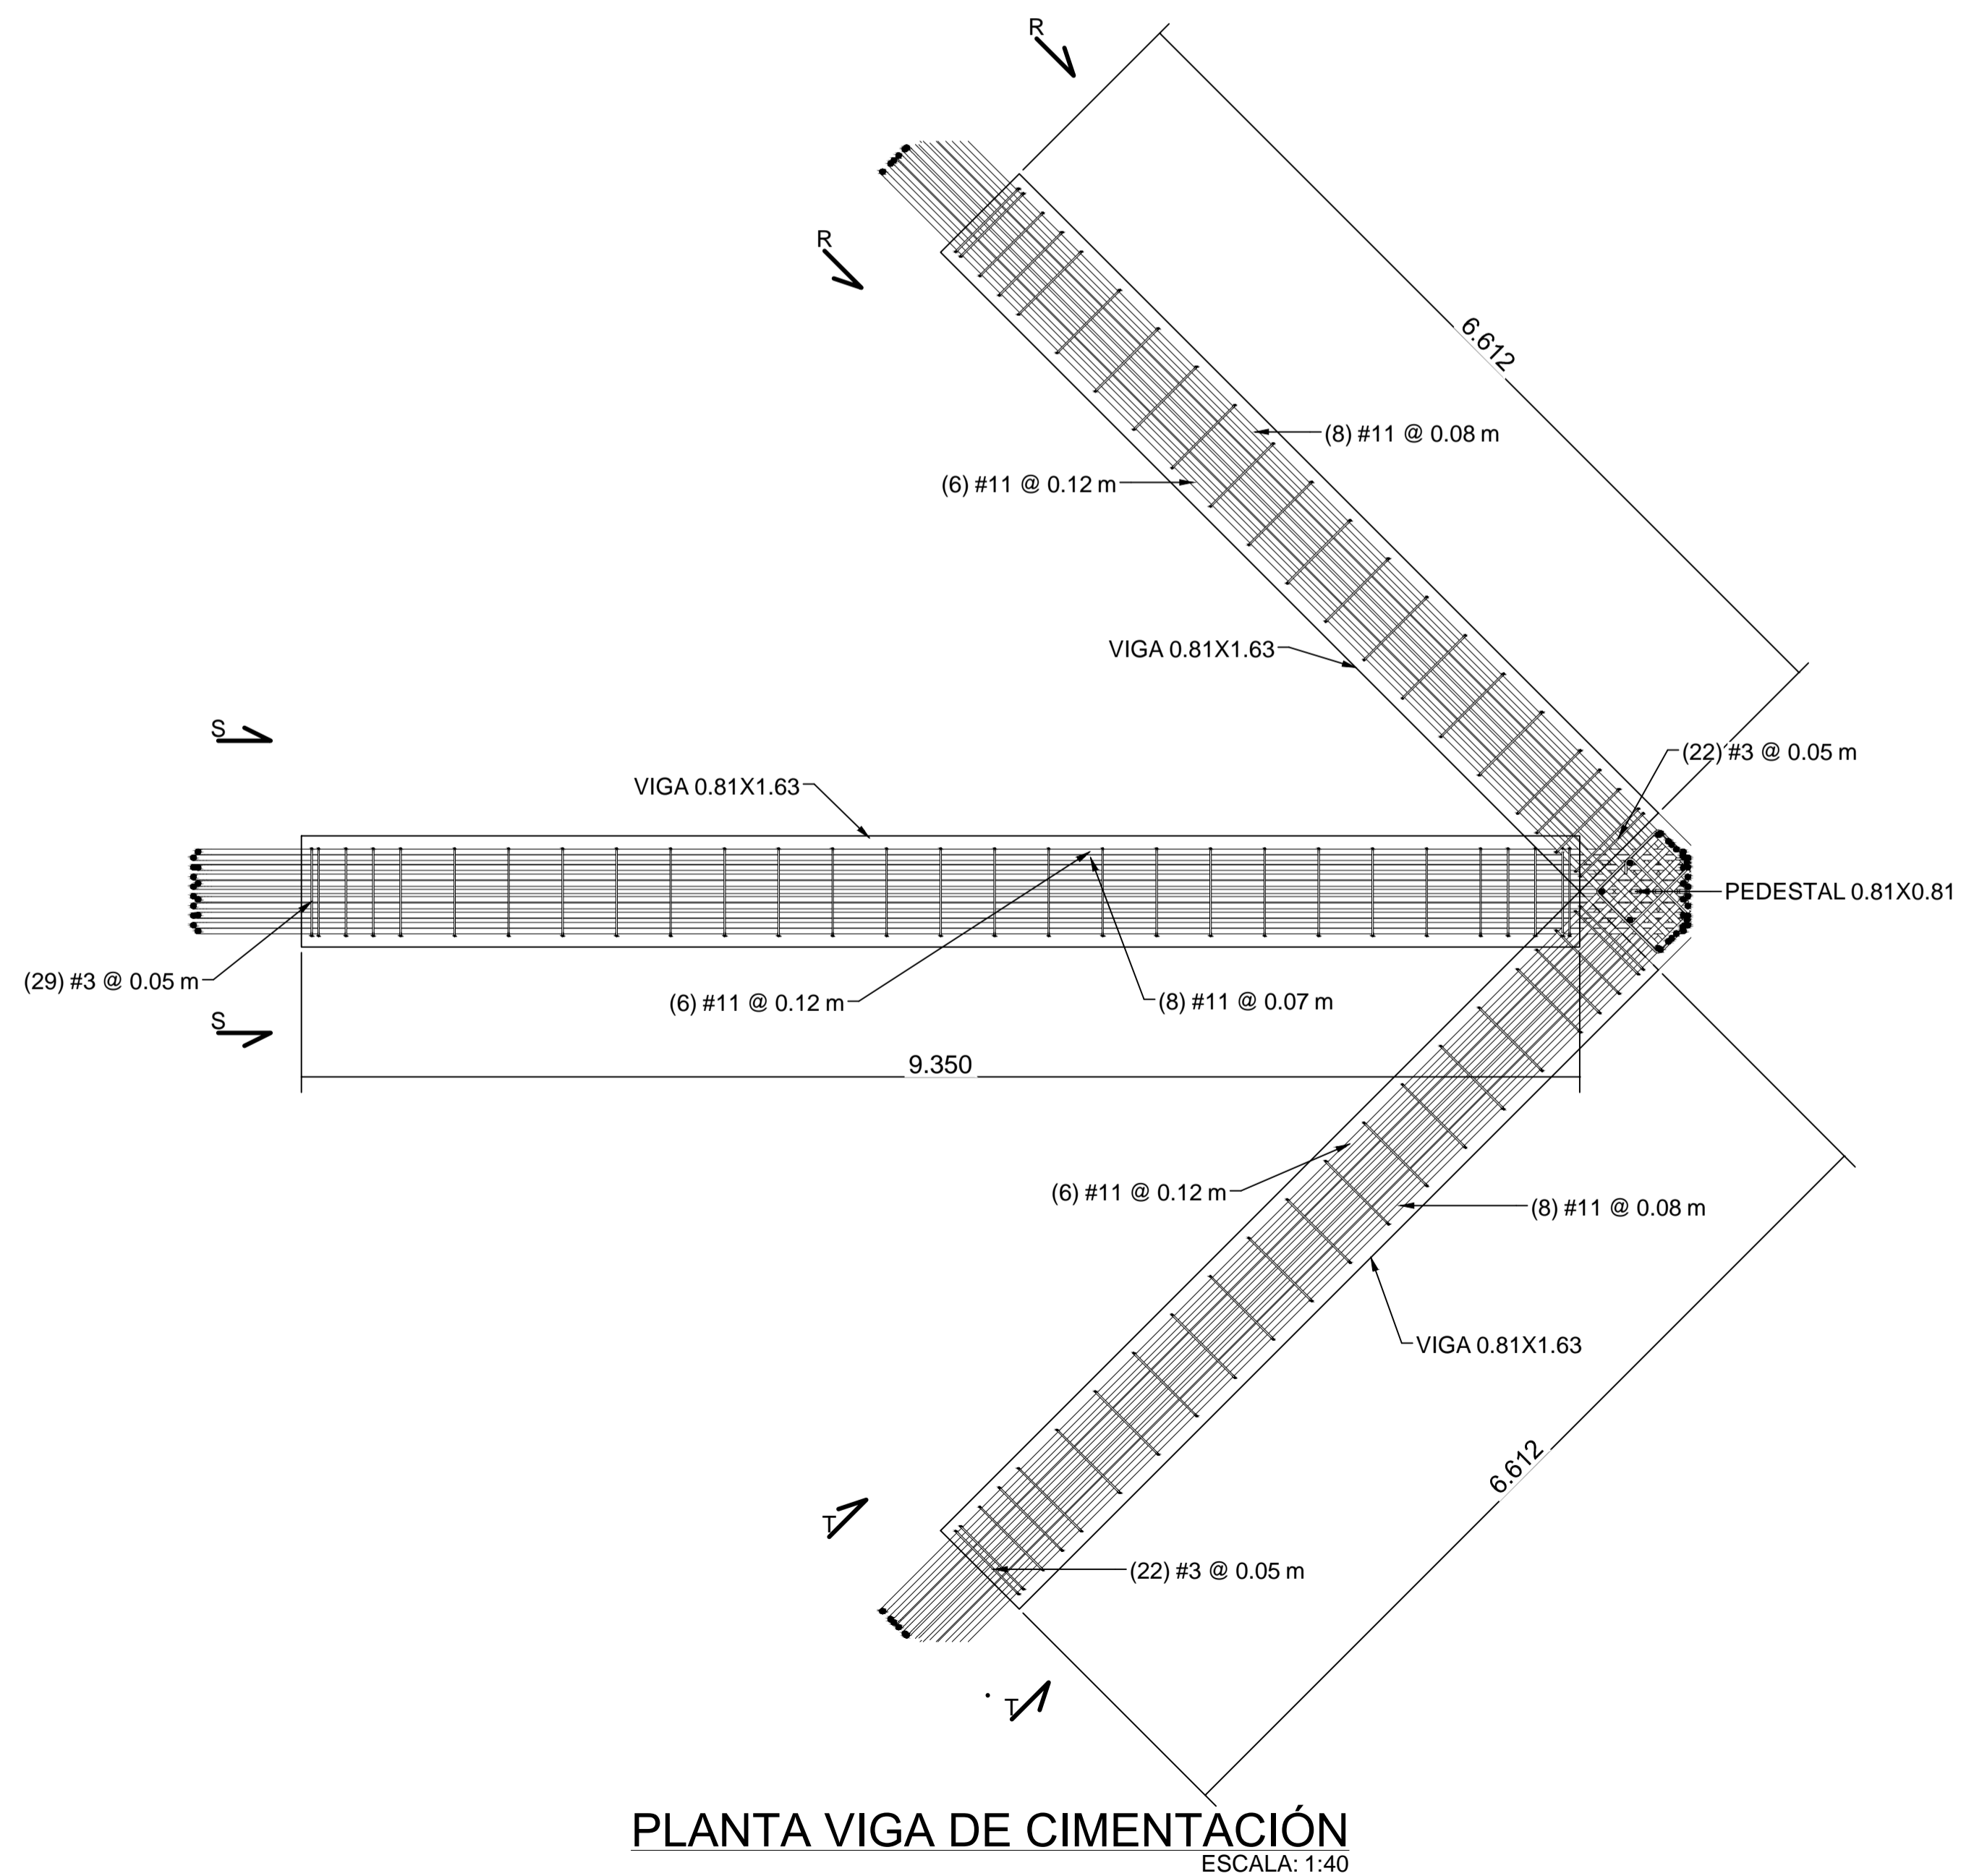 R
R
6.612
(8) #11 @ 0.08 m
(6) #11 @ 0.12 m
VIGA 0.81X1.63
S
(22) #3 @ 0.05 m
VIGA 0.81X1.63
PEDESTAL 0.81X0.81
(29) #3 @ 0.05 m
(6) #11 @ 0.12 m
(8) #11 @ 0.07 m
S
9.350
(6) #11 @ 0.12 m
(8) #11 @ 0.08 m
VIGA 0.81X1.63
6.612
T
(22) #3 @ 0.05 m
T
PLANTA VIGA DE CIMENTACIÓN
ESCALA: 1:40